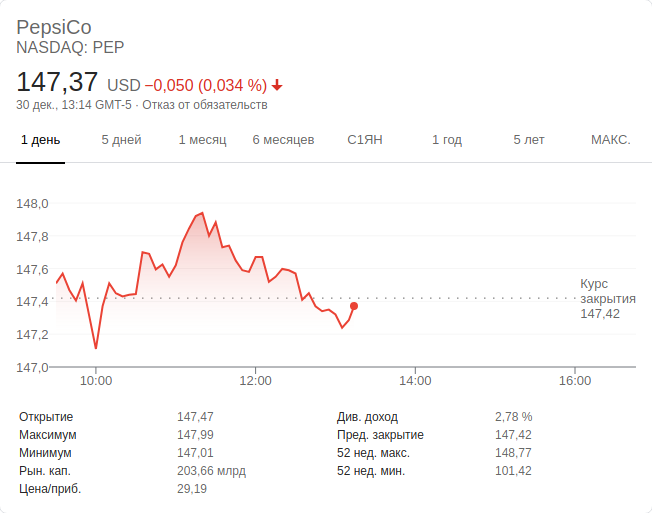 PepsiCo
NASDAQ: PEP
147,37 USD −0,050 (0,034 %)
30 дек., 13:14 GMT-5 · Отказ от обязательств
1 день 5 дней 1 месяц 6 месяцев С1ЯН 1 год 5 лет МАКС.
148,0
147,8
147,6
147,4
147,2
147,0
Курс
закрытия
147,42
10:00 12:00 14:00 16:00
Открытие 147,47 Див. доход 2,78 %
Максимум 147,99 Пред. закрытие 147,42
Минимум 147,01 52 нед. макс. 148,77
Рын. кап. 203,66 млрд 52 нед. мин. 101,42
Цена/приб. 29,19